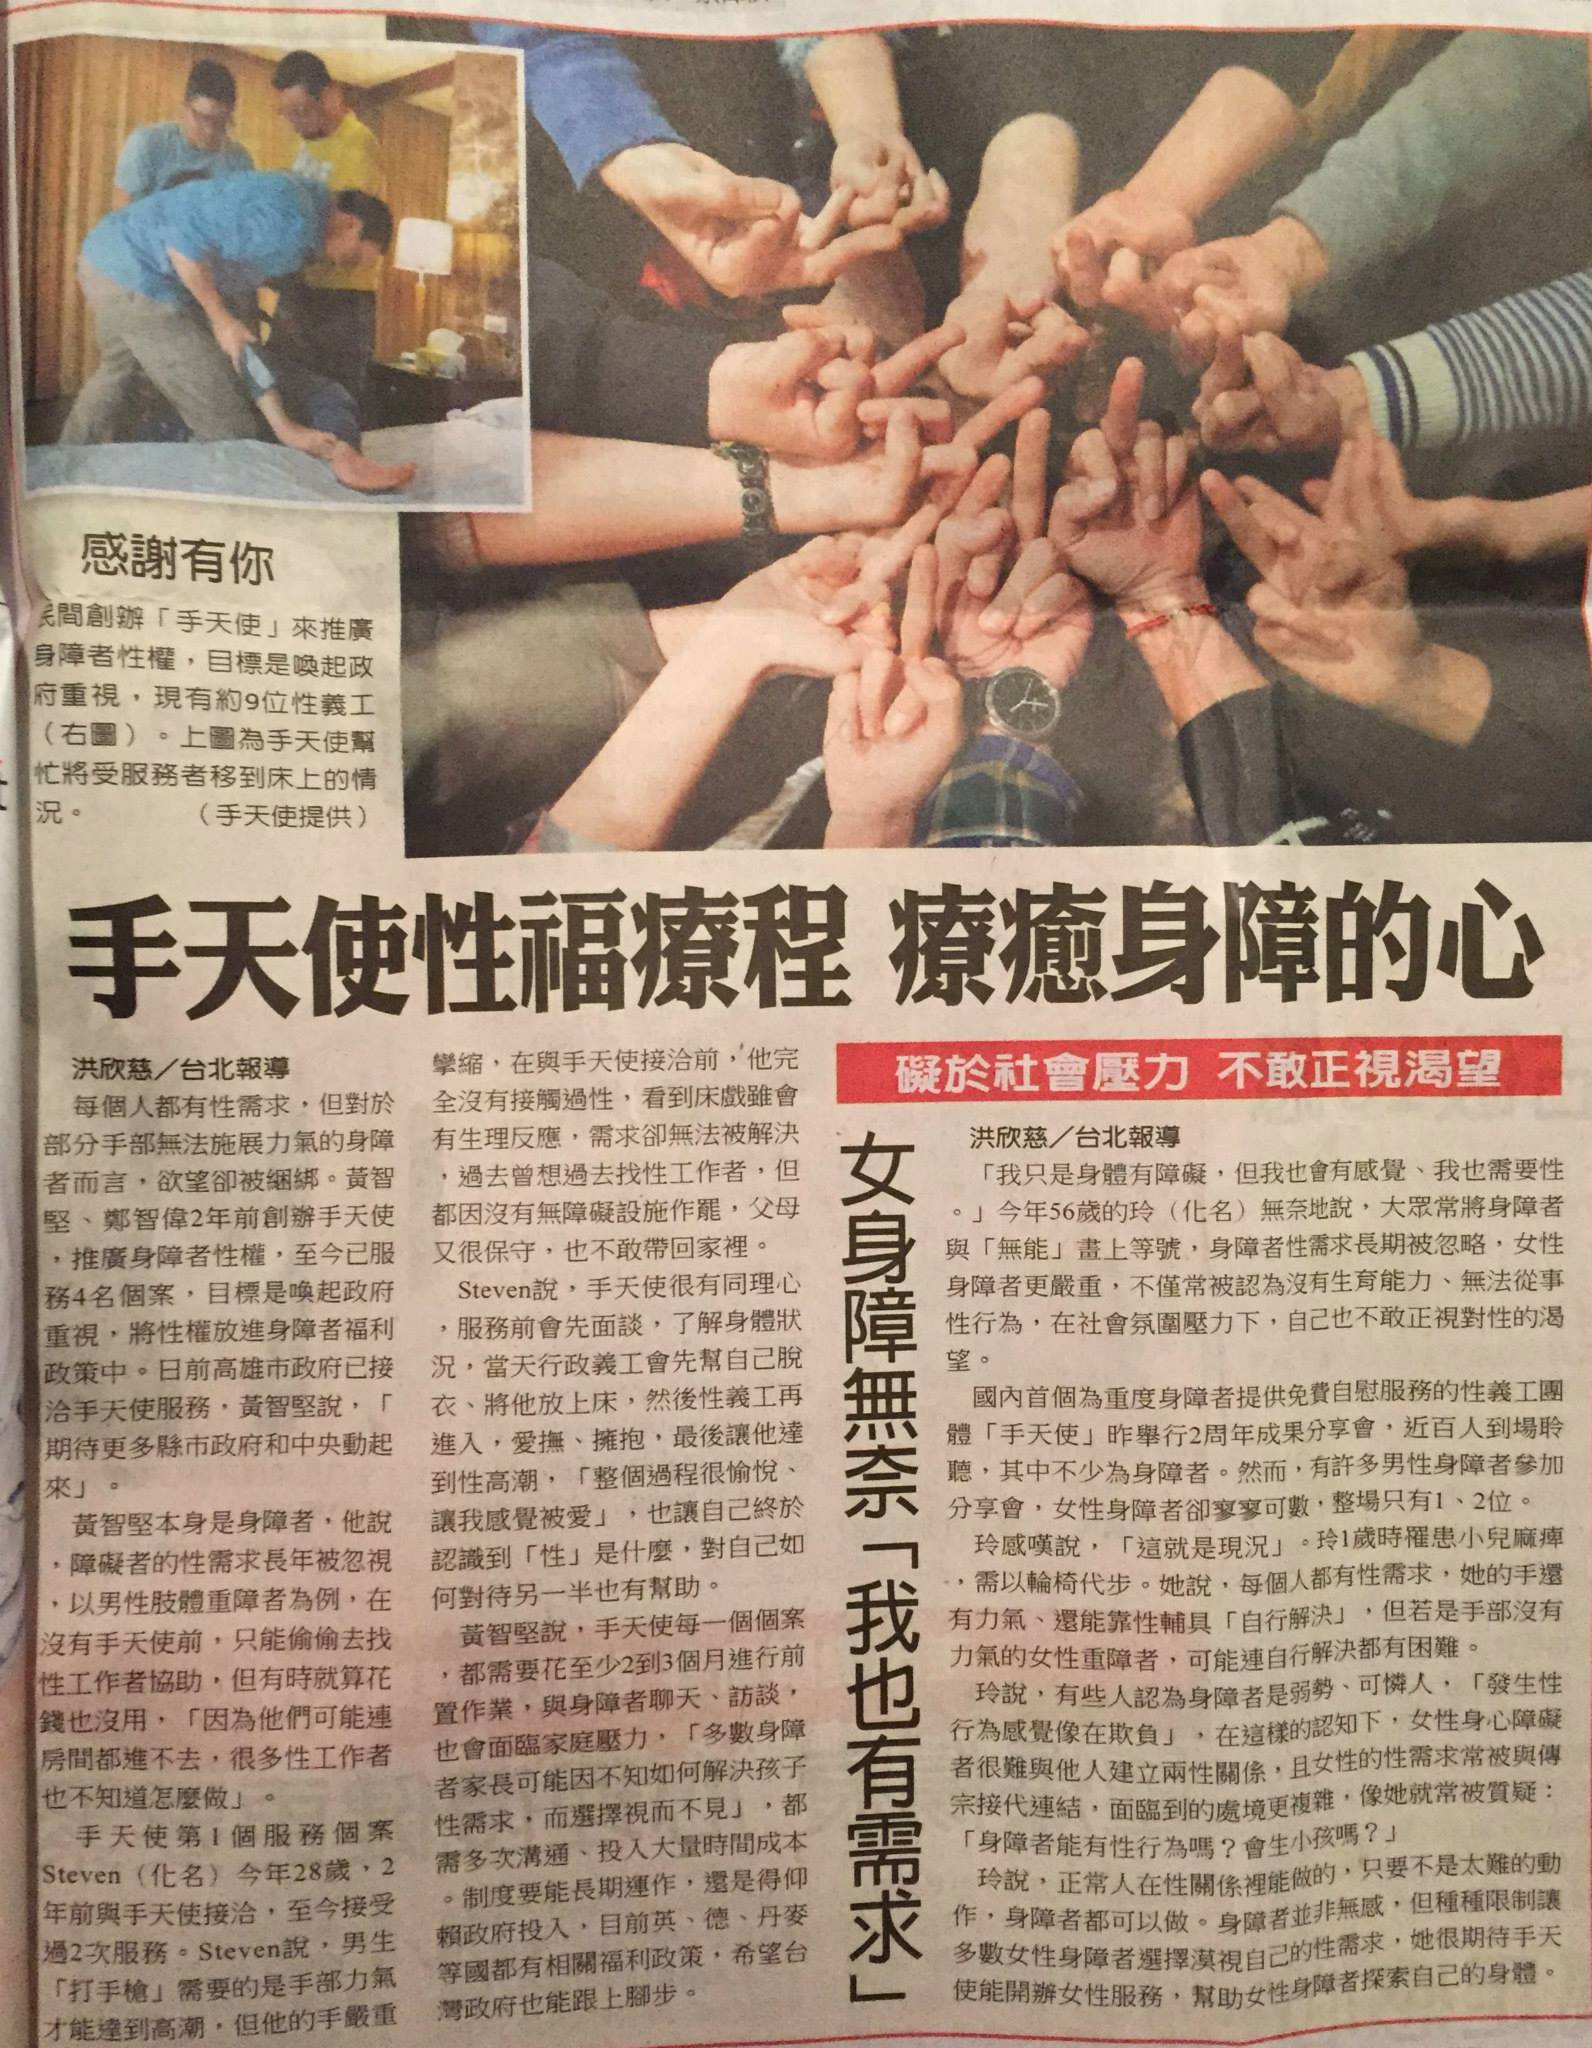 感謝有你
民間創辦「手天使」來推廣
身障者性權，目標是喚起政
府重視，現有約9位性義工
（右圖）。上圖為手天使幫
忙將受服務者移到床上的情
況。　（手天使提供）
手天使性福療程 療癒身障的心
洪欣慈／台北報導
每個人都有性需求，但對於
部分手部無法施展力氣的身障
者而言，欲望卻被綑綁。黃智
堅、鄭智偉2年前創辦手天使
，推廣身障者性權，至今已服
務4名個案，目標是喚起政府
重視，將性權放進身障者福利
政策中。日前高雄市政府已接
洽手天使服務，黃智堅說，「
期待更多縣市政府和中央動起
來」。
黃智堅本身是身障者，他說
，障礙者的性需求長年被忽視
，以男性肢體重障者為例，在
沒有手天使前，只能偷偷去找
性工作者協助，但有時就算花
錢也沒用，「因為他們可能連
房間都進不去，很多性工作者
也不知道怎麼做」。
手天使第1個服務個案
Steven（化名）今年28歲，2
年前與手天使接洽，至今接受
過2次服務。Steven說，男生
「打手槍」需要的是手部力氣
才能達到高潮，但他的手嚴重
攣縮，在與手天使接洽前，他完
全沒有接觸過性，看到床戲雖會
有生理反應，需求卻無法被解決
，過去曾想過去找性工作者，但
都因沒有無障礙設施作罷，父母
又很保守，也不敢帶回家裡。
Steven說，手天使很有同理心
，服務前會先面談，了解身體狀
況，當天行政義工會先幫自己脫
衣、將他放上床，然後性義工再
進入，愛撫、擁抱，最後讓他達
到性高潮，「整個過程很愉悅、
讓我感覺被愛」，也讓自己終於
認識到「性」是什麼，對自己如
何對待另一半也有幫助。
黃智堅說，手天使每一個個案
，都需要花至少2到3個月進行前
置作業，與身障者聊天、訪談，
也會面臨家庭壓力，「多數身障
者家長可能因不知如何解決孩子
性需求，而選擇視而不見」，都
需多次溝通、投入大量時間成本
。制度要能長期運作，還是得仰
賴政府投入，目前英、德、丹麥
等國都有相關福利政策，希望台
灣政府也能跟上腳步。
礙於社會壓力 不敢正視渴望
女身障無奈「我也有需求」
洪欣慈／台北報導
「我只是身體有障礙，但我也會有感覺、我也需要性
。」今年56歲的玲（化名）無奈地說，大眾常將身障者
與「無能」畫上等號，身障者性需求長期被忽略，女性
身障者更嚴重，不僅常被認為沒有生育能力、無法從事
性行為，在社會氛圍壓力下，自己也不敢正視對性的渴
望。
國內首個為重度身障者提供免費自慰服務的性義工團
體「手天使」昨舉行2周年成果分享會，近百人到場聆
聽，其中不少為身障者。然而，有許多男性身障者參加
分享會，女性身障者卻寥寥可數，整場只有1、2位。
玲感嘆說，「這就是現況」。玲1歲時罹患小兒麻痺
，需以輪椅代步。她說，每個人都有性需求，她的手還
有力氣、還能靠性輔具「自行解決」，但若是手部沒有
力氣的女性重障者，可能連自行解決都有困難。
玲說，有些人認為身障者是弱勢、可憐人，「發生性
行為感覺像在欺負」，在這樣的認知下，女性身心障礙
者很難與他人建立兩性關係，且女性的性需求常被與傳
宗接代連結，面臨到的處境更複雜，像她就常被質疑：
「身障者能有性行為嗎？會生小孩嗎？」
玲說，正常人在性關係裡能做的，只要不是太難的動
作，身障者都可以做。身障者並非無感，但種種限制讓
多數女性身障者選擇漠視自己的性需求，她很期待手天
使能開辦女性服務，幫助女性身障者探索自己的身體。